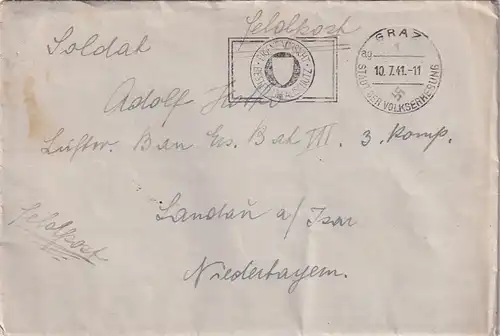 Feldpost
Soldat
GRAZ
10.7.41.-11
STADT DER VOLKSERHEBUNG
Adolf
Luftw. Bau Ers. Batl III. 3. Komp.
Landau a/Isar
Feldpost
Niederbayern.